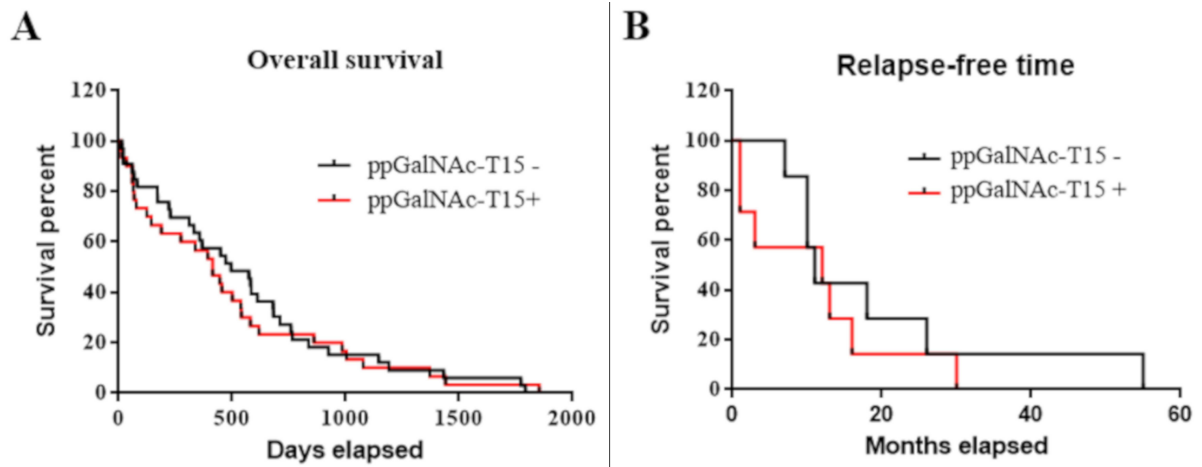 A
Overall survival
120
100
80
60
40
20
0
Survival percent
ppGalNAc-T15 -
ppGalNAc-T15+
0 500 1000 1500 2000
Days elapsed
B
Relapse-free time
120
100
80
60
40
20
0
Survival percent
ppGalNAc-T15 -
ppGalNAc-T15 +
0 20 40 60
Months elapsed